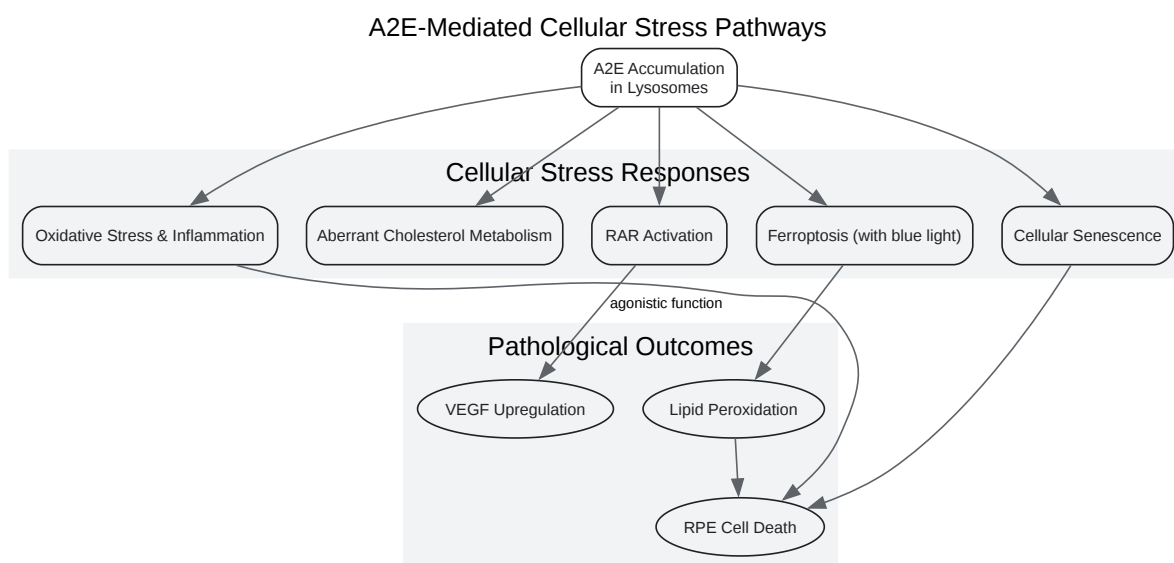 A2E-Mediated Cellular Stress Pathways
A2E Accumulation
in Lysosomes
Cellular Stress Responses
Oxidative Stress & Inflammation
Aberrant Cholesterol Metabolism
RAR Activation
Ferroptosis (with blue light)
Cellular Senescence
agonistic function
Pathological Outcomes
VEGF Upregulation
Lipid Peroxidation
RPE Cell Death